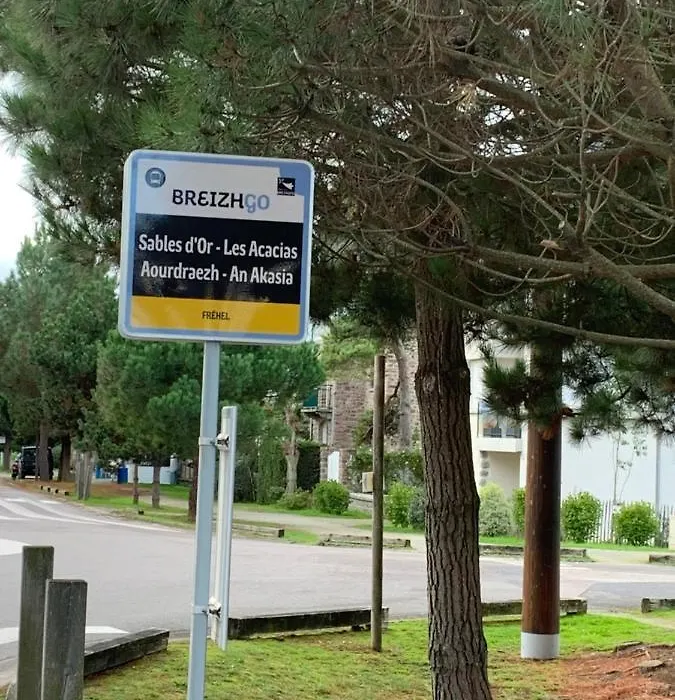 BREIZHGO
Sables d'Or - Les Acacias
Aourdraezh - An Akasia
FRÉHEL